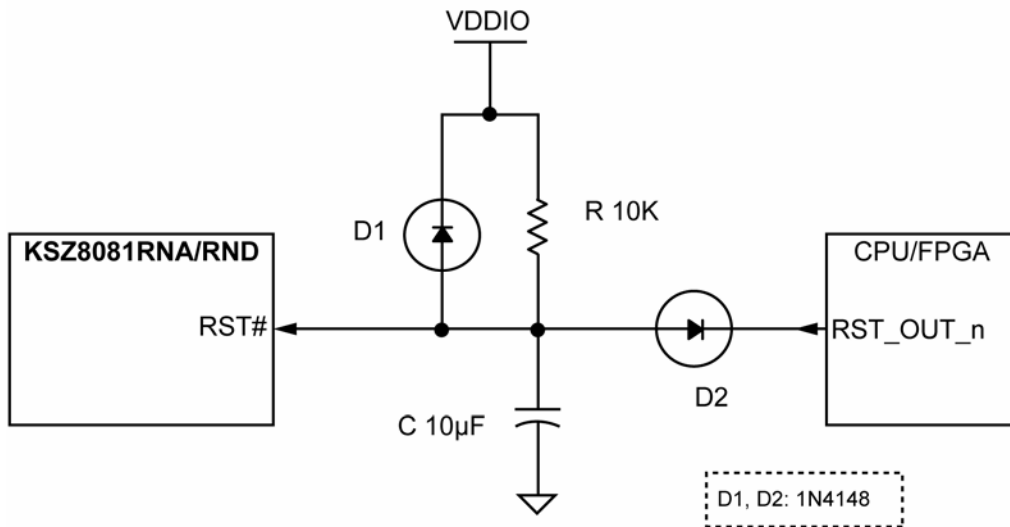 VDDIO
D1
R 10K
KSZ8081RNA/RND
CPU/FPGA
RST#
RST_OUT_n
D2
C 10µF
D1, D2: 1N4148